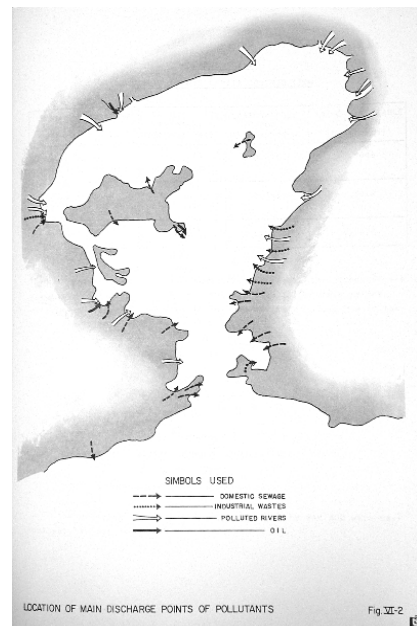 SIMBOLS USED
DOMESTIC SEWAGE
INDUSTRIAL WASTES
POLLUTED RIVERS
OIL
LOCATION OF MAIN DISCHARGE POINTS OF POLLUTANTS Fig. VI-2